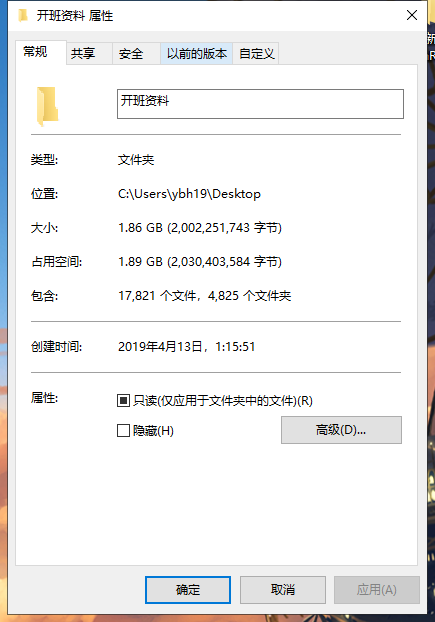 开班资料 属性
常规 共享 安全 以前的版本 自定义
开班资料
类型: 文件夹
位置: C:\Users\ybh19\Desktop
大小: 1.86 GB (2,002,251,743 字节)
占用空间: 1.89 GB (2,030,403,584 字节)
包含: 17,821 个文件，4,825 个文件夹
创建时间: 2019年4月13日，1:15:51
属性: 只读(仅应用于文件夹中的文件)(R)
隐藏(H) 高级(D)...
确定 取消 应用(A)